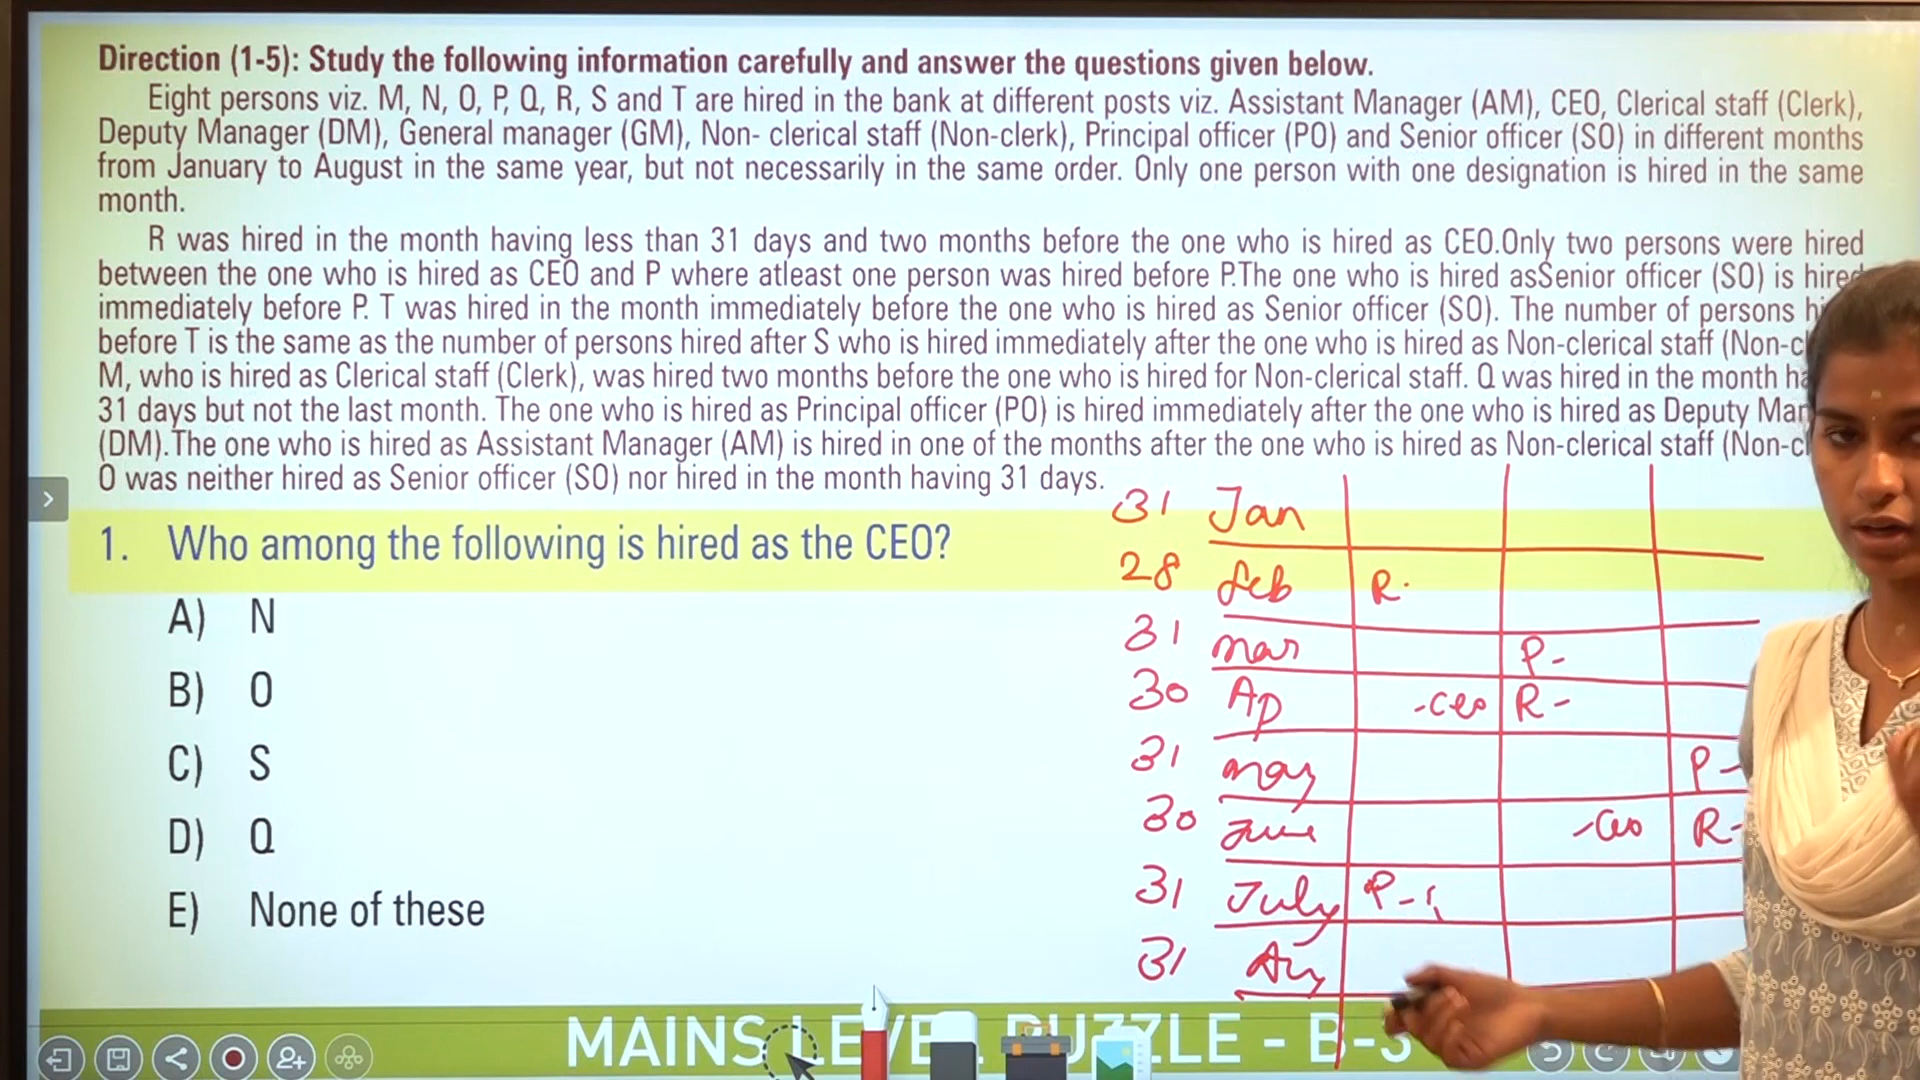 Direction (1-5): Study the following information carefully and answer the questions given below.
Eight persons viz. M, N, O, P, Q, R, S and T are hired in the bank at different posts viz. Assistant Manager (AM), CEO, Clerical staff (Clerk),
Deputy Manager (DM), General manager (GM), Non- clerical staff (Non-clerk), Principal officer (PO) and Senior officer (SO) in different months
from January to August in the same year, but not necessarily in the same order. Only one person with one designation is hired in the same
month.
R was hired in the month having less than 31 days and two months before the one who is hired as CEO.Only two persons were hired
between the one who is hired as CEO and P where atleast one person was hired before P.The one who is hired asSenior officer (SO) is hired
immediately before P. T was hired in the month immediately before the one who is hired as Senior officer (SO). The number of persons
before T is the same as the number of persons hired after S who is hired immediately after the one who is hired as Non-clerical staff (Non-c
M, who is hired as Clerical staff (Clerk), was hired two months before the one who is hired for Non-clerical staff. Q was hired in the month
31 days but not the last month. The one who is hired as Principal officer (PO) is hired immediately after the one who is hired as Deputy
(DM).The one who is hired as Assistant Manager (AM) is hired in one of the months after the one who is hired as Non-clerical staff (Non-c
O was neither hired as Senior officer (SO) nor hired in the month having 31 days.
1. Who among the following is hired as the CEO?
A) N
B) O
C) S
D) Q
E) None of these
31 Jan
28 Feb R.
31 Mar P-
30 Ap -Ceo R-
31 May P-
30 June -Ceo R-
31 July P-
31 Au
MAINS LEVEL PUZZLE - B-3